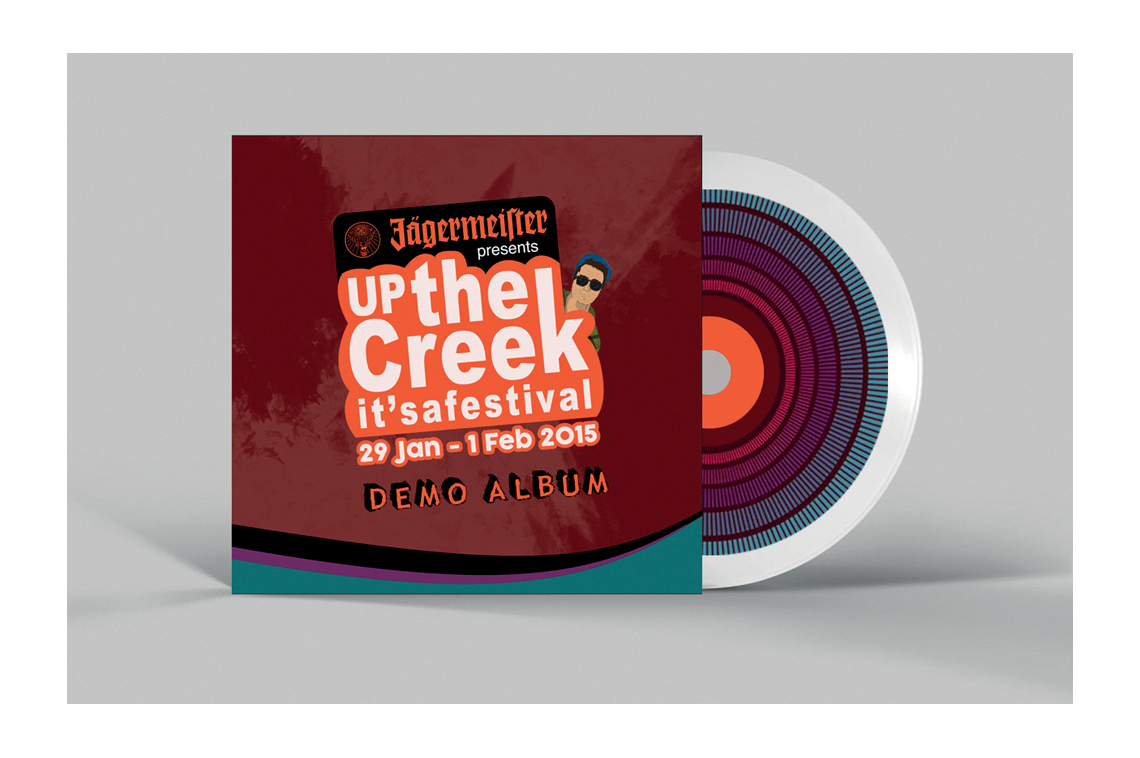 Jägermeister
presents
UP the
Creek
it'safestival
29 Jan - 1 Feb 2015
DEMO ALBUM